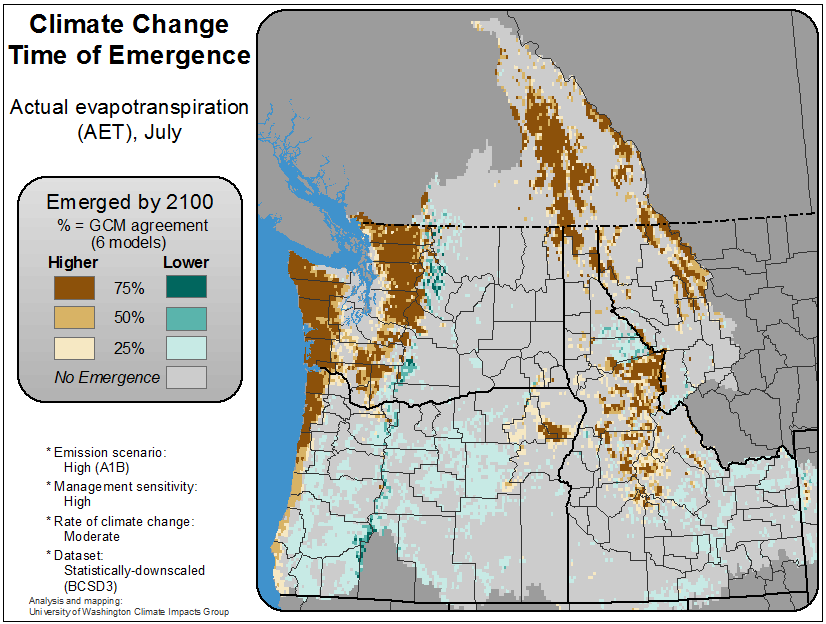 Climate Change
Time of Emergence
Actual evapotranspiration
(AET), July
Emerged by 2100
% = GCM agreement
(6 models)
Higher Lower
75%
50%
25%
No Emergence
* Emission scenario:
High (A1B)
* Management sensitivity:
High
* Rate of climate change:
Moderate
* Dataset:
Statistically-downscaled
(BCSD3)
Analysis and mapping:
University of Washington Climate Impacts Group